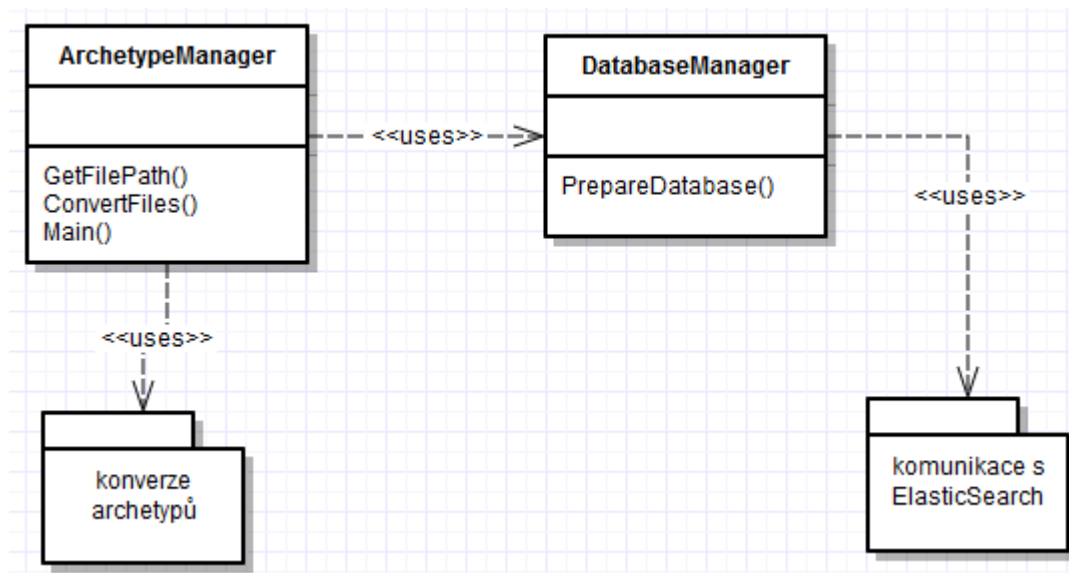 ArchetypeManager
GetFilePath()
ConvertFiles()
Main()
<<uses>>
DatabaseManager
PrepareDatabase()
<<uses>>
<<uses>>
konverze
archetypů
komunikace s
ElasticSearch